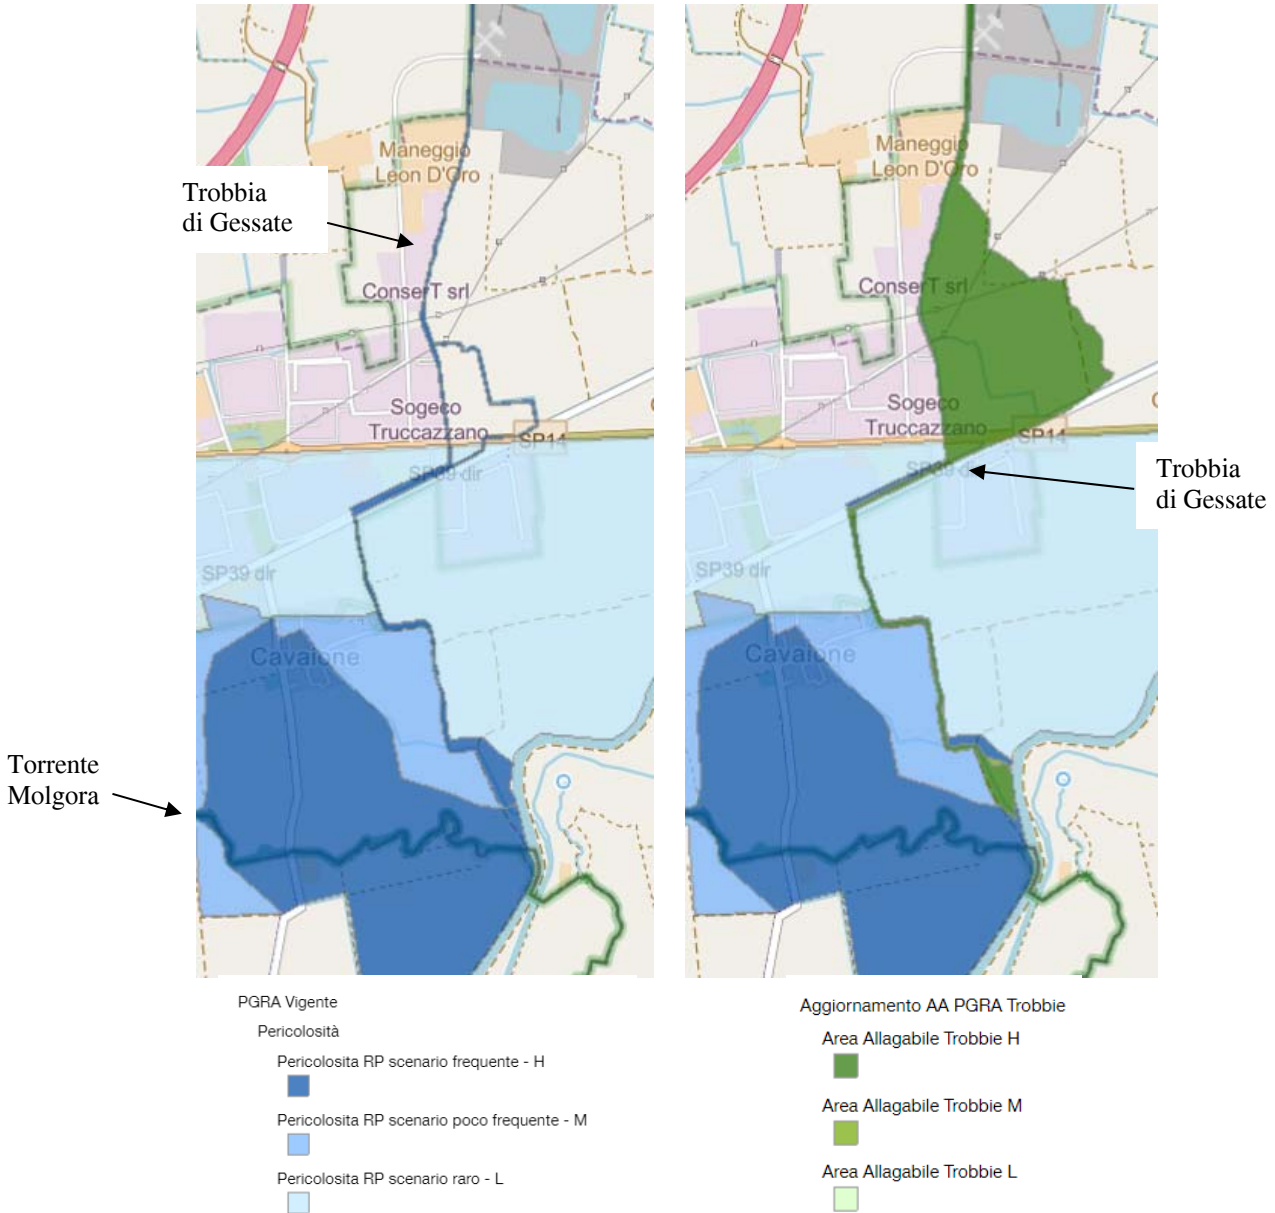 Maneggio
Leon D'Oro
Trobbia
di Gessate
ConserT srl
Sogeco
Truccazzano
SP14
SP39 dir
SP39 dir
Cavaione
Torrente
Molgora
Maneggio
Leon D'Oro
ConserT srl
Sogeco
Truccazzano
SP14
SP39 di
Trobbia
di Gessate
SP39 dir
Cavaione
PGRA Vigente
Pericolosità
Pericolosita RP scenario frequente - H
Pericolosita RP scenario poco frequente - M
Pericolosita RP scenario raro - L
Aggiornamento AA PGRA Trobbie
Area Allagabile Trobbie H
Area Allagabile Trobbie M
Area Allagabile Trobbie L